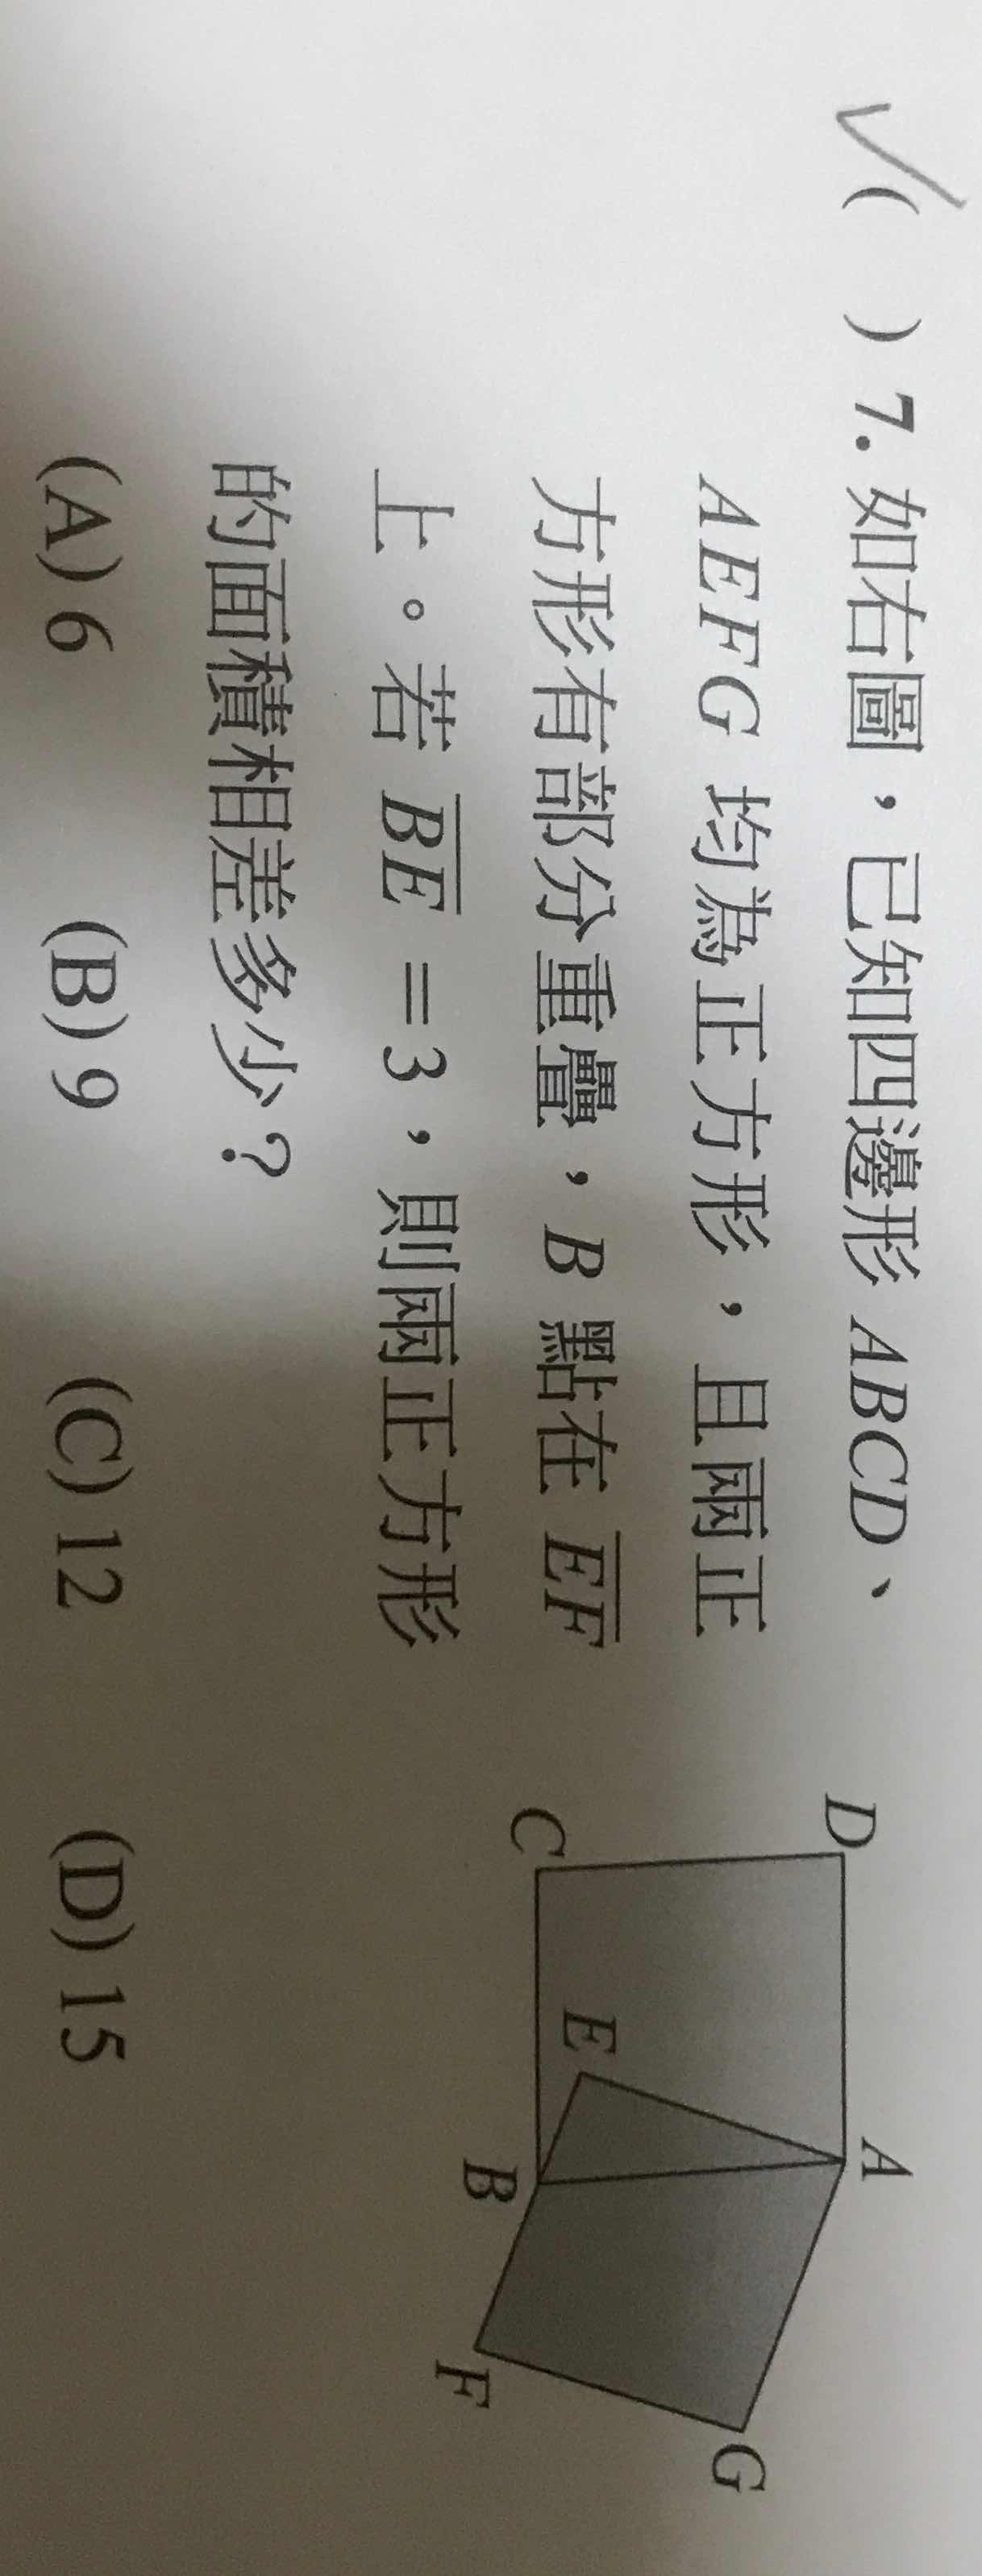 ( ) 7. 如右圖，已知四邊形 ABCD、
AEFG 均為正方形，且兩正
方形有部分重疊，B 點在 EF
上。若 BE = 3，則兩正方形
的面積相差多少？
(A) 6 (B) 9 (C) 12 (D) 15
D A
G
E
C B
F